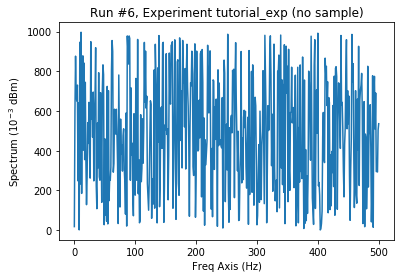 Run #6, Experiment tutorial_exp (no sample)
1000
800
600
400
200
0
Spectrum (10⁻³ dBm)
0 100 200 300 400 500
Freq Axis (Hz)